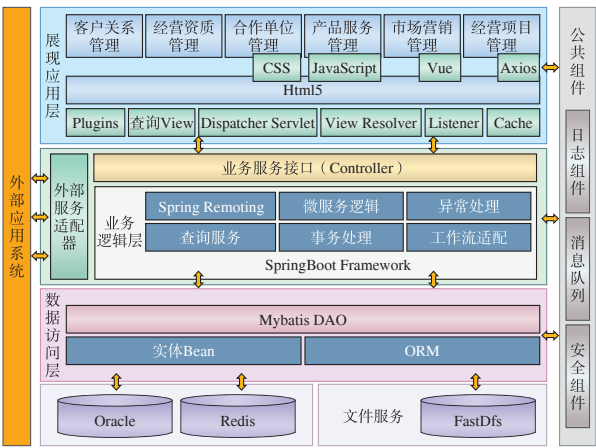 外部应用系统
展现应用层
客户关系
管理
经营资质
管理
合作单位
管理
产品服务
管理
市场营销
管理
经营项目
管理
CSS
JavaScript
Vue
Axios
Html5
Plugins
查询View
Dispatcher Servlet
View Resolver
Listener
Cache
外部
服务
适配
器
业务服务接口（Controller）
业务
逻辑层
Spring Remoting
微服务逻辑
异常处理
查询服务
事务处理
工作流适配
SpringBoot Framework
数据访问层
Mybatis DAO
实体Bean
ORM
Oracle
Redis
文件服务
FastDfs
公共组件
日志组件
消息队列
安全组件